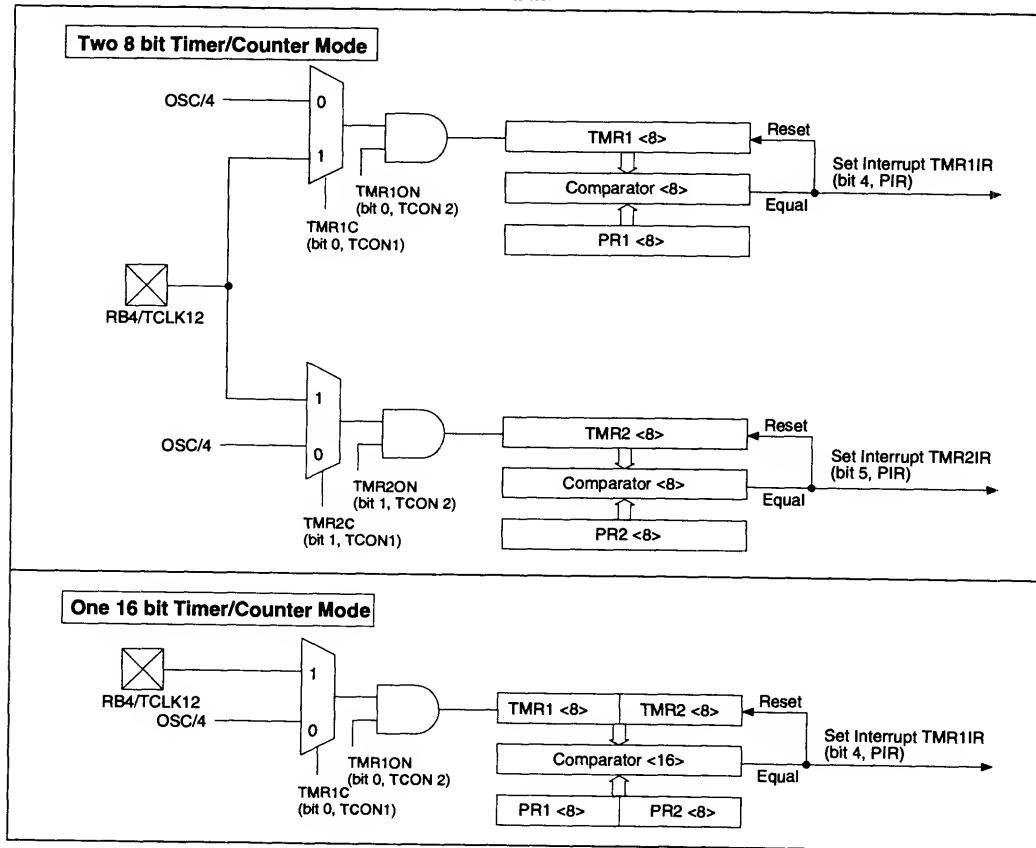 Two 8 bit Timer/Counter Mode
OSC/4
0
1
TMR1ON
(bit 0, TCON 2)
TMR1C
(bit 0, TCON1)
TMR1 <8>
Reset
Comparator <8>
Equal
Set Interrupt TMR1IR
(bit 4, PIR)
PR1 <8>
RB4/TCLK12
1
0
OSC/4
TMR2ON
(bit 1, TCON 2)
TMR2C
(bit 1, TCON1)
TMR2 <8>
Reset
Comparator <8>
Equal
Set Interrupt TMR2IR
(bit 5, PIR)
PR2 <8>
One 16 bit Timer/Counter Mode
RB4/TCLK12
OSC/4
1
0
TMR1ON
(bit 0, TCON 2)
TMR1C
(bit 0, TCON1)
TMR1 <8> TMR2 <8>
Reset
Comparator <16>
Equal
Set Interrupt TMR1IR
(bit 4, PIR)
PR1 <8> PR2 <8>